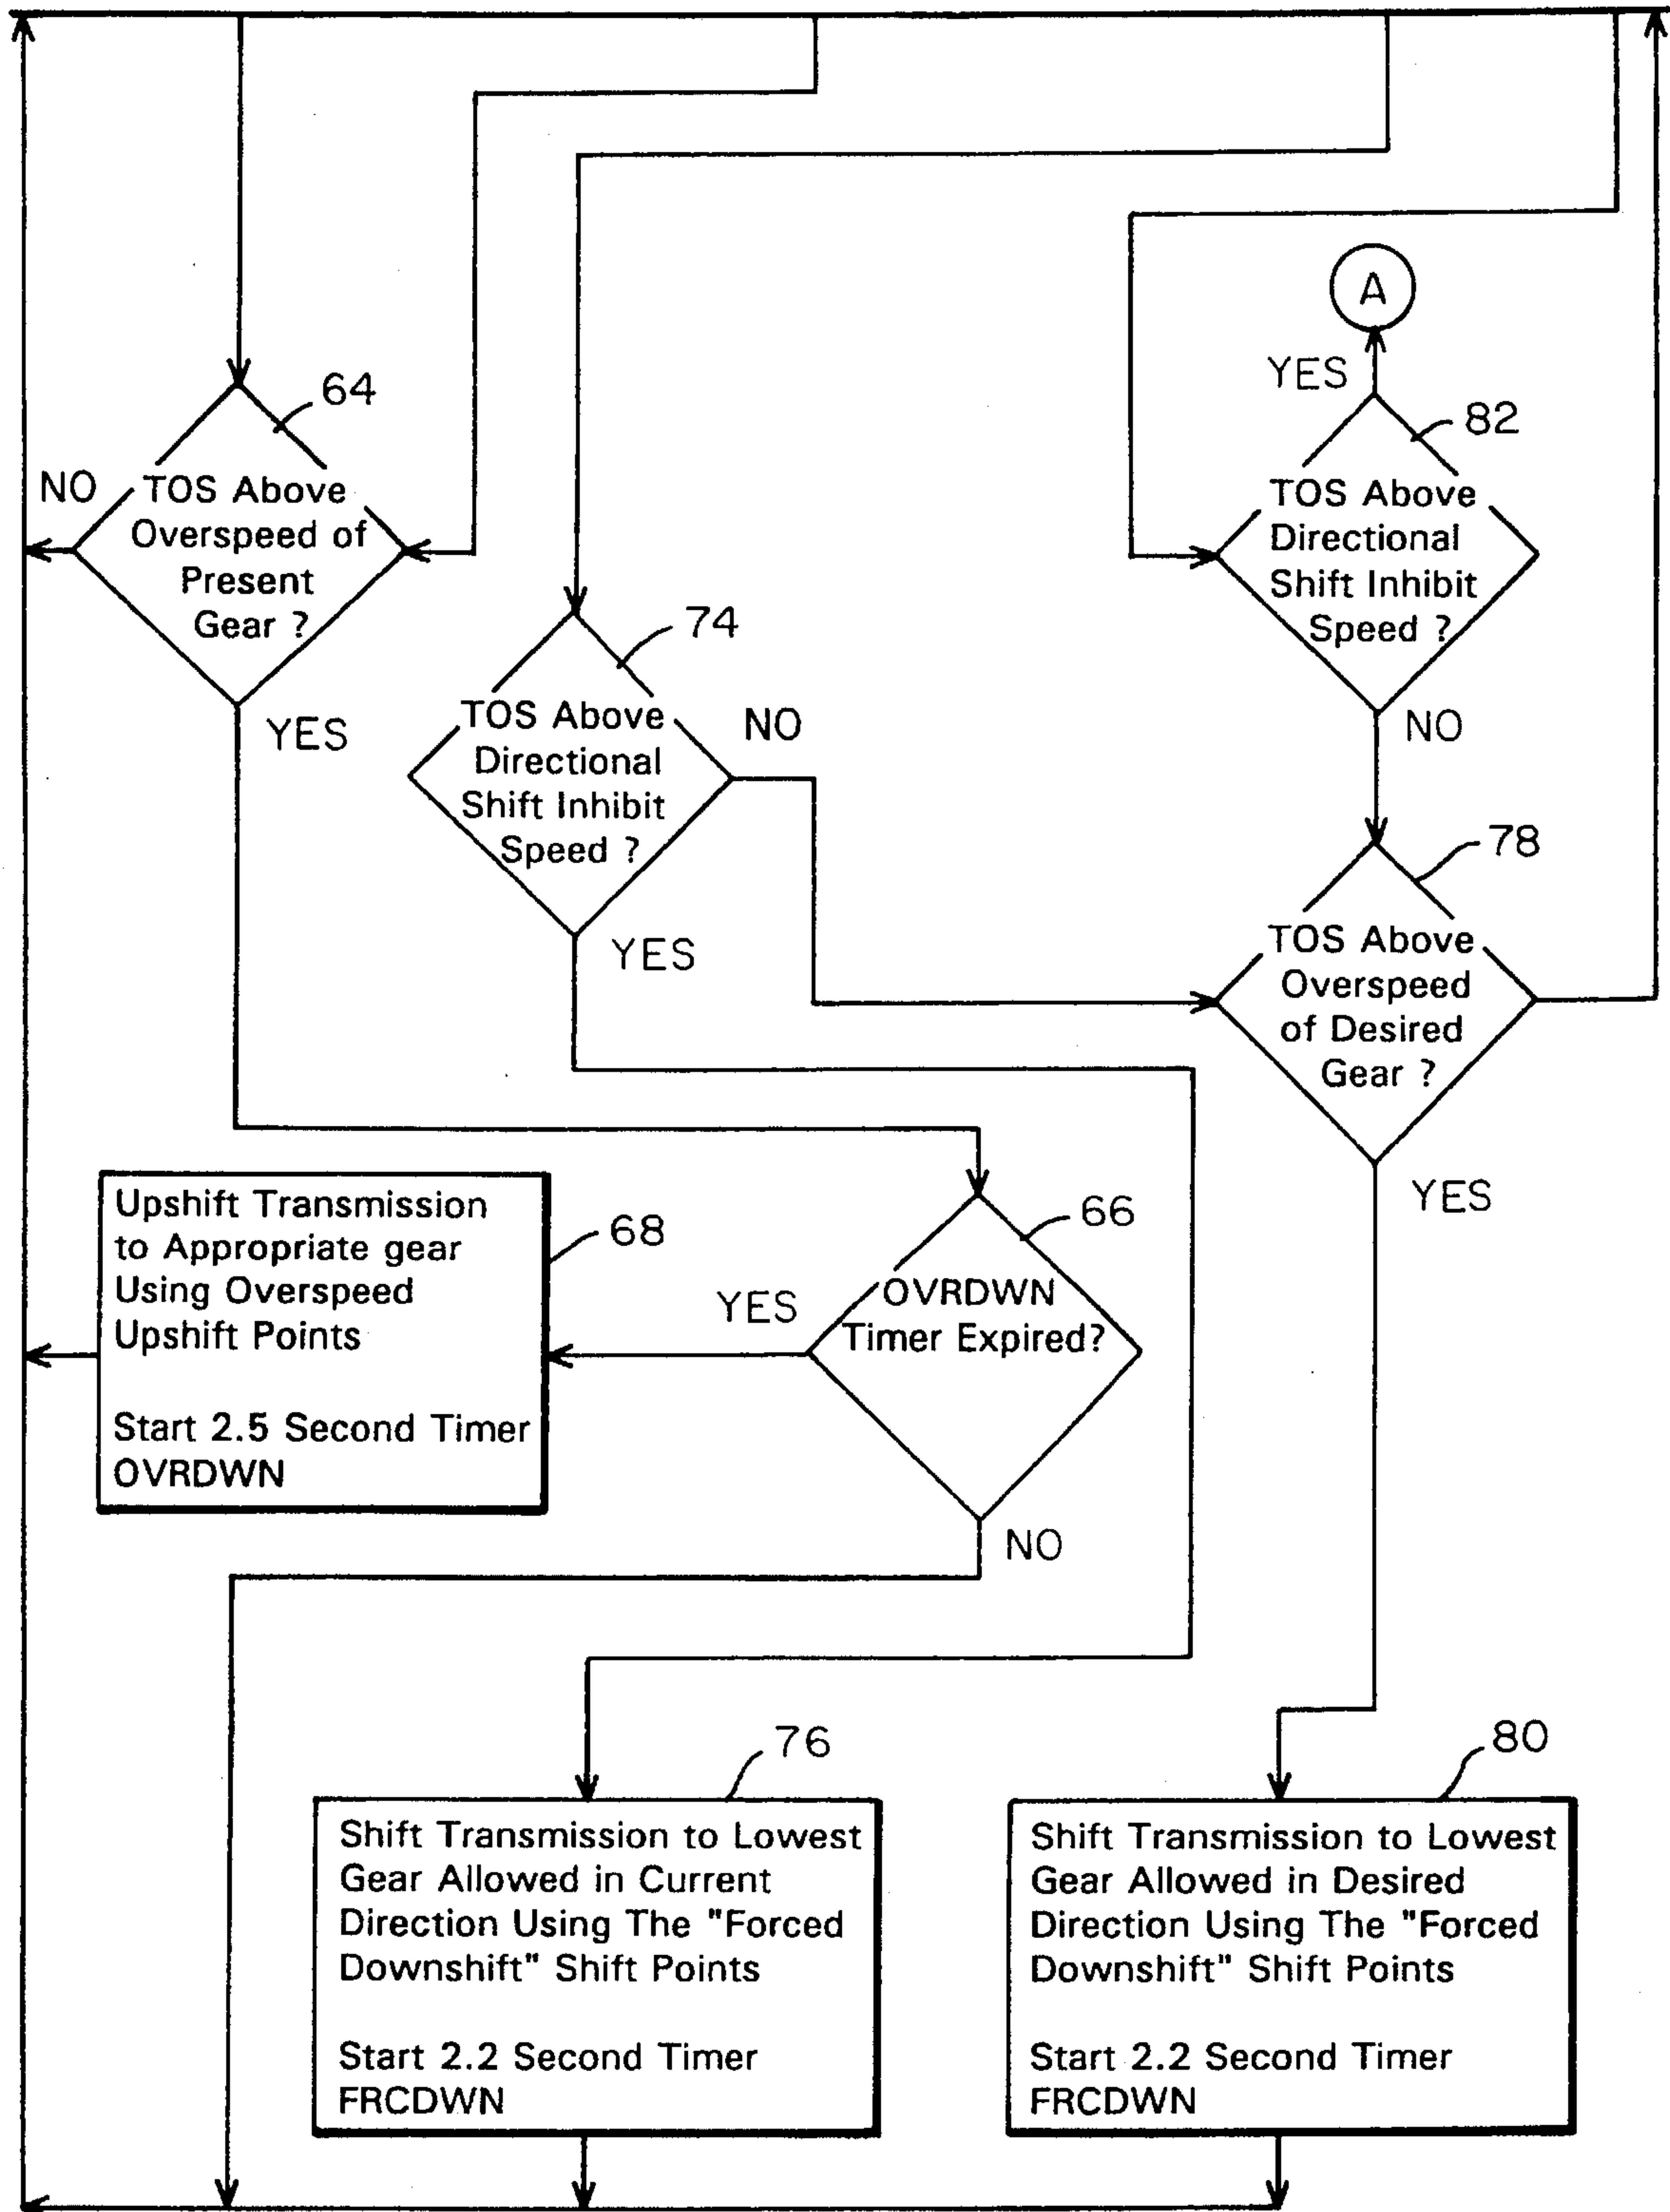 A
YES
64
82
NO
TOS Above
Overspeed of
Present
Gear ?
TOS Above
Directional
Shift Inhibit
Speed ?
74
YES
TOS Above
Directional
Shift Inhibit
Speed ?
NO
NO
78
YES
TOS Above
Overspeed
of Desired
Gear ?
YES
Upshift Transmission
to Appropriate gear
Using Overspeed
Upshift Points
Start 2.5 Second Timer
OVRDWN
68
66
YES
OVRDWN
Timer Expired?
NO
76
80
Shift Transmission to Lowest
Gear Allowed in Current
Direction Using The "Forced
Downshift" Shift Points
Start 2.2 Second Timer
FRCDWN
Shift Transmission to Lowest
Gear Allowed in Desired
Direction Using The "Forced
Downshift" Shift Points
Start 2.2 Second Timer
FRCDWN